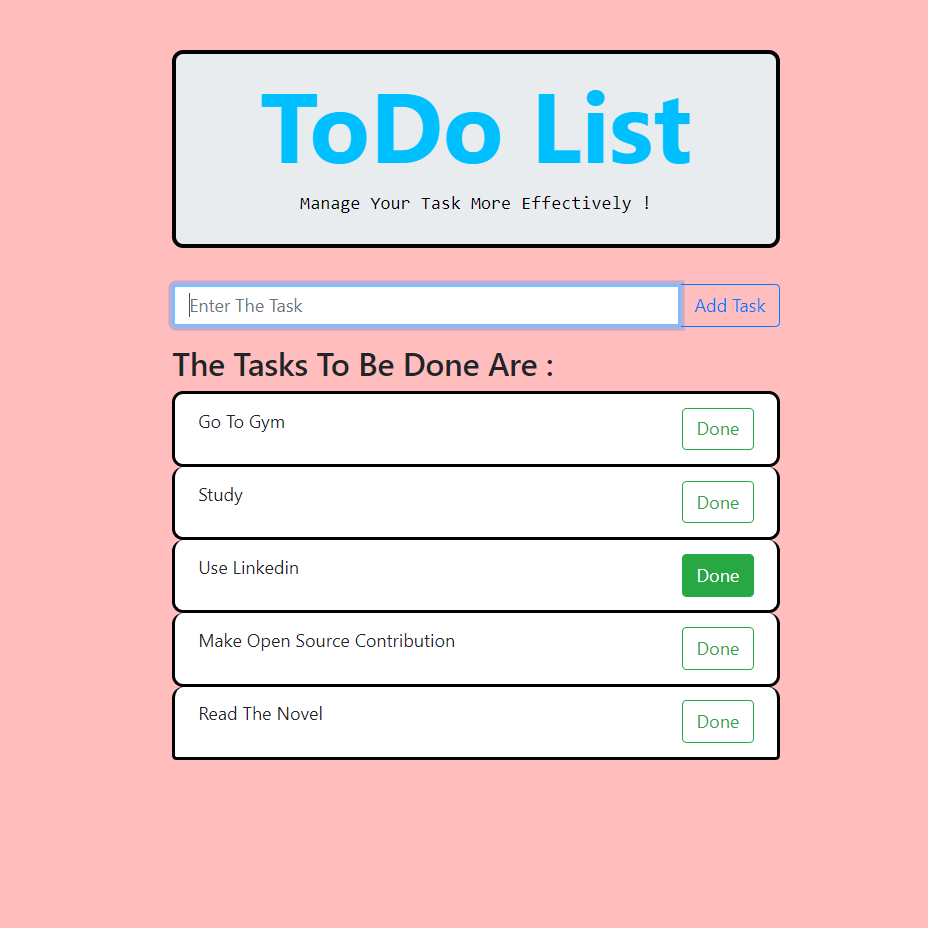 ToDo List
Manage Your Task More Effectively !
Enter The Task
Add Task
The Tasks To Be Done Are :
Go To Gym
Done
Study
Done
Use Linkedin
Done
Make Open Source Contribution
Done
Read The Novel
Done